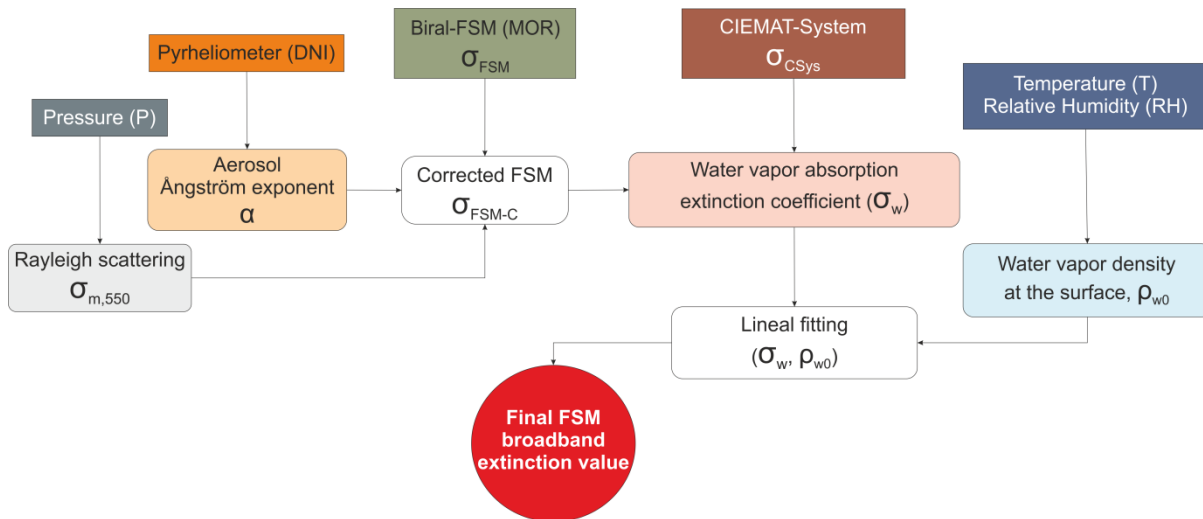 Pressure (P)
Pyrheliometer (DNI)
Biral-FSM (MOR)
σFSM
CIEMAT-System
σCSys
Temperature (T)
Relative Humidity (RH)
Aerosol
Ångström exponent
α
Corrected FSM
σFSM-C
Water vapor absorption
extinction coefficient (σw)
Rayleigh scattering
σm,550
Water vapor density
at the surface, ρw0
Lineal fitting
(σw, ρw0)
Final FSM
broadband
extinction value